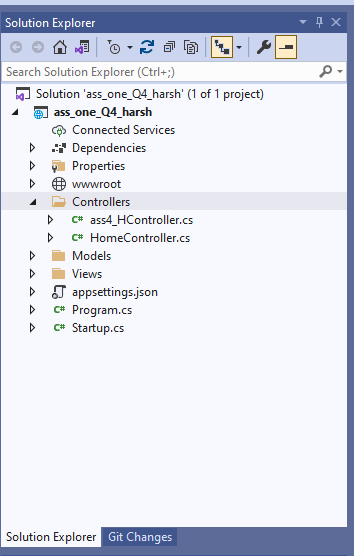 Solution Explorer
Search Solution Explorer (Ctrl+;)
Solution 'ass_one_Q4_harsh' (1 of 1 project)
ass_one_Q4_harsh
Connected Services
Dependencies
Properties
wwwroot
Controllers
C# ass4_HController.cs
C# HomeController.cs
Models
Views
appsettings.json
C# Program.cs
C# Startup.cs
Solution Explorer Git Changes